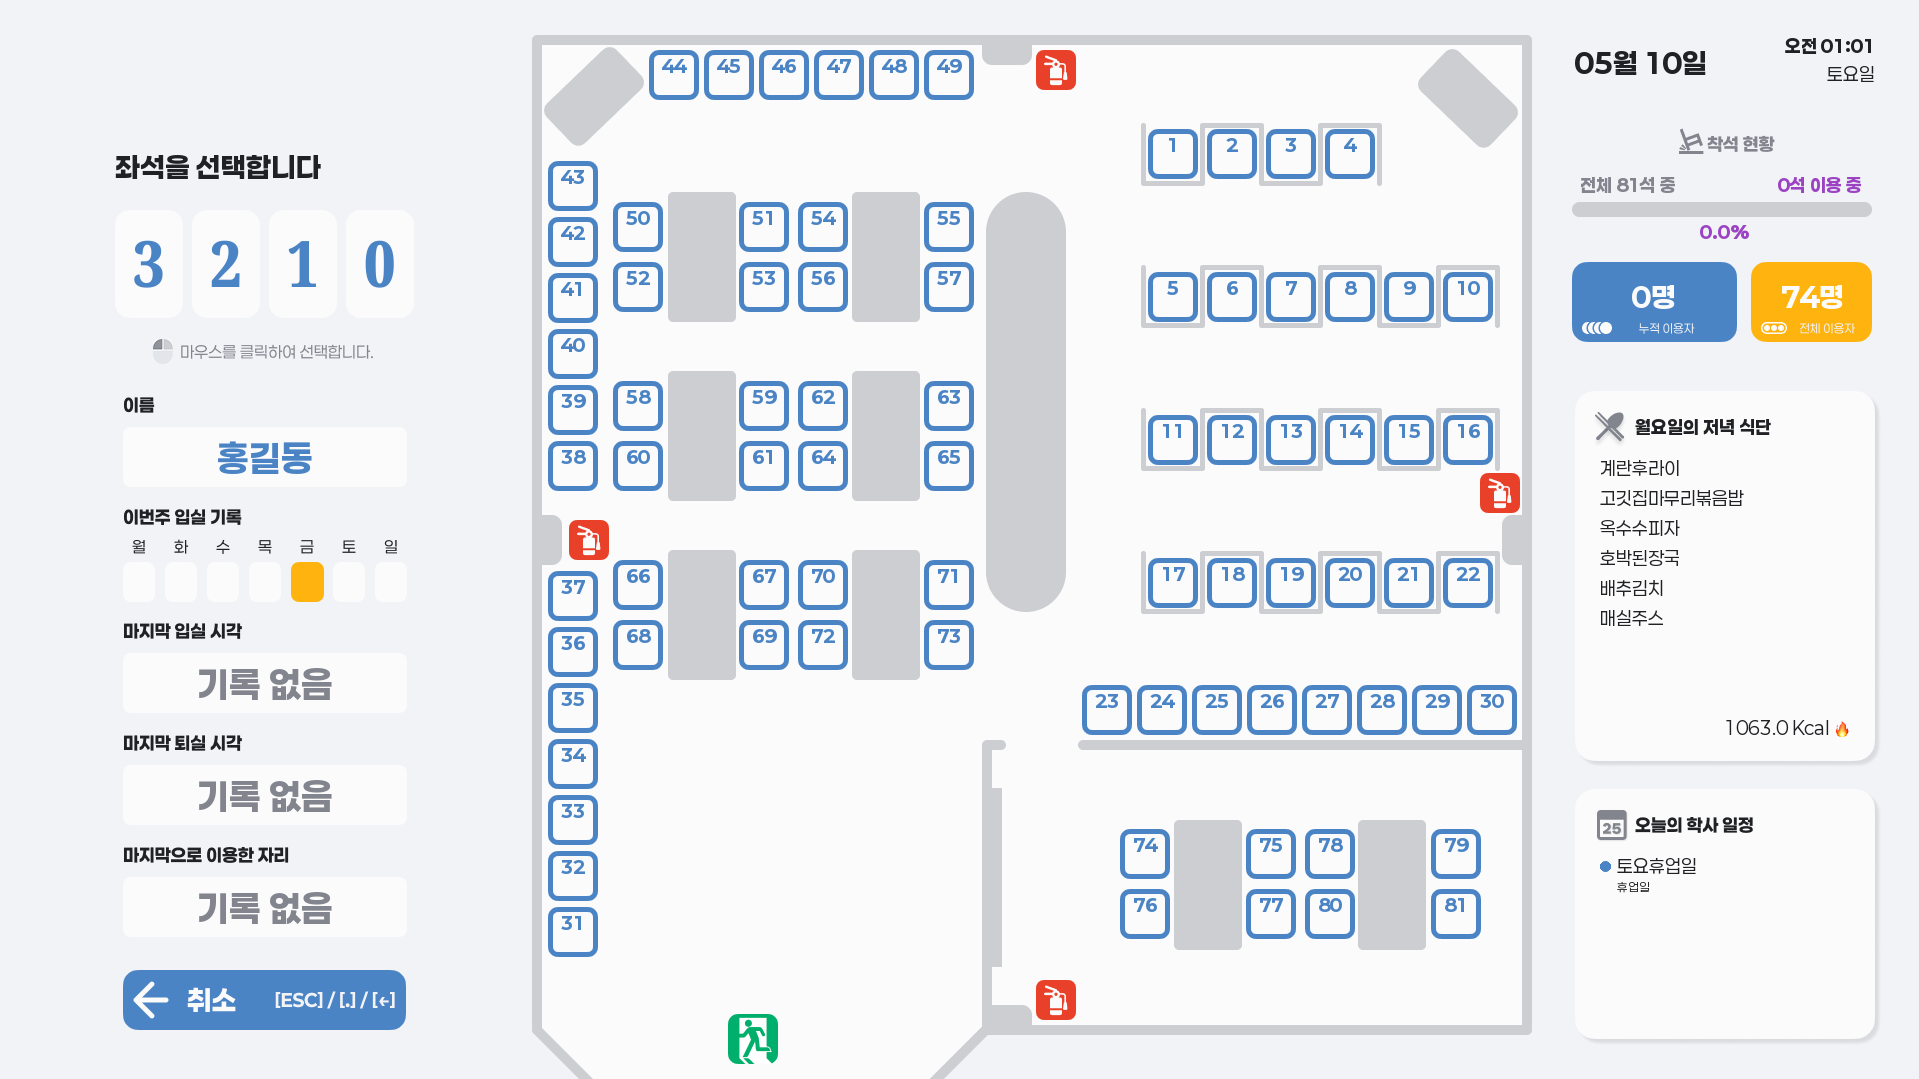 좌석을 선택합니다
3 2 1 0
마우스를 클릭하여 선택합니다.
이름
홍길동
이번주 입실 기록
월 화 수 목 금 토 일
마지막 입실 시각
기록 없음
마지막 퇴실 시각
기록 없음
마지막으로 이용한 자리
기록 없음
취소 [ESC] / [.] / [←]
44 45 46 47 48 49
43
42
41
40
39
38
37
36
35
34
33
32
31
50 51 54 55
52 53 56 57
58 59 62 63
60 61 64 65
66 67 70 71
68 69 72 73
1 2 3 4
5 6 7 8 9 10
11 12 13 14 15 16
17 18 19 20 21 22
23 24 25 26 27 28 29 30
74 75 78 79
76 77 80 81
05월 10일
오전 01:01
토요일
착석 현황
전체 81석 중
0석 이용 중
0.0%
0명
누적 이용자
74명
전체 이용자
월요일의 저녁 식단
계란후라이
고깃집마무리볶음밥
옥수수피자
호박된장국
배추김치
매실주스
1063.0 Kcal
25 오늘의 학사 일정
토요휴업일
휴업일